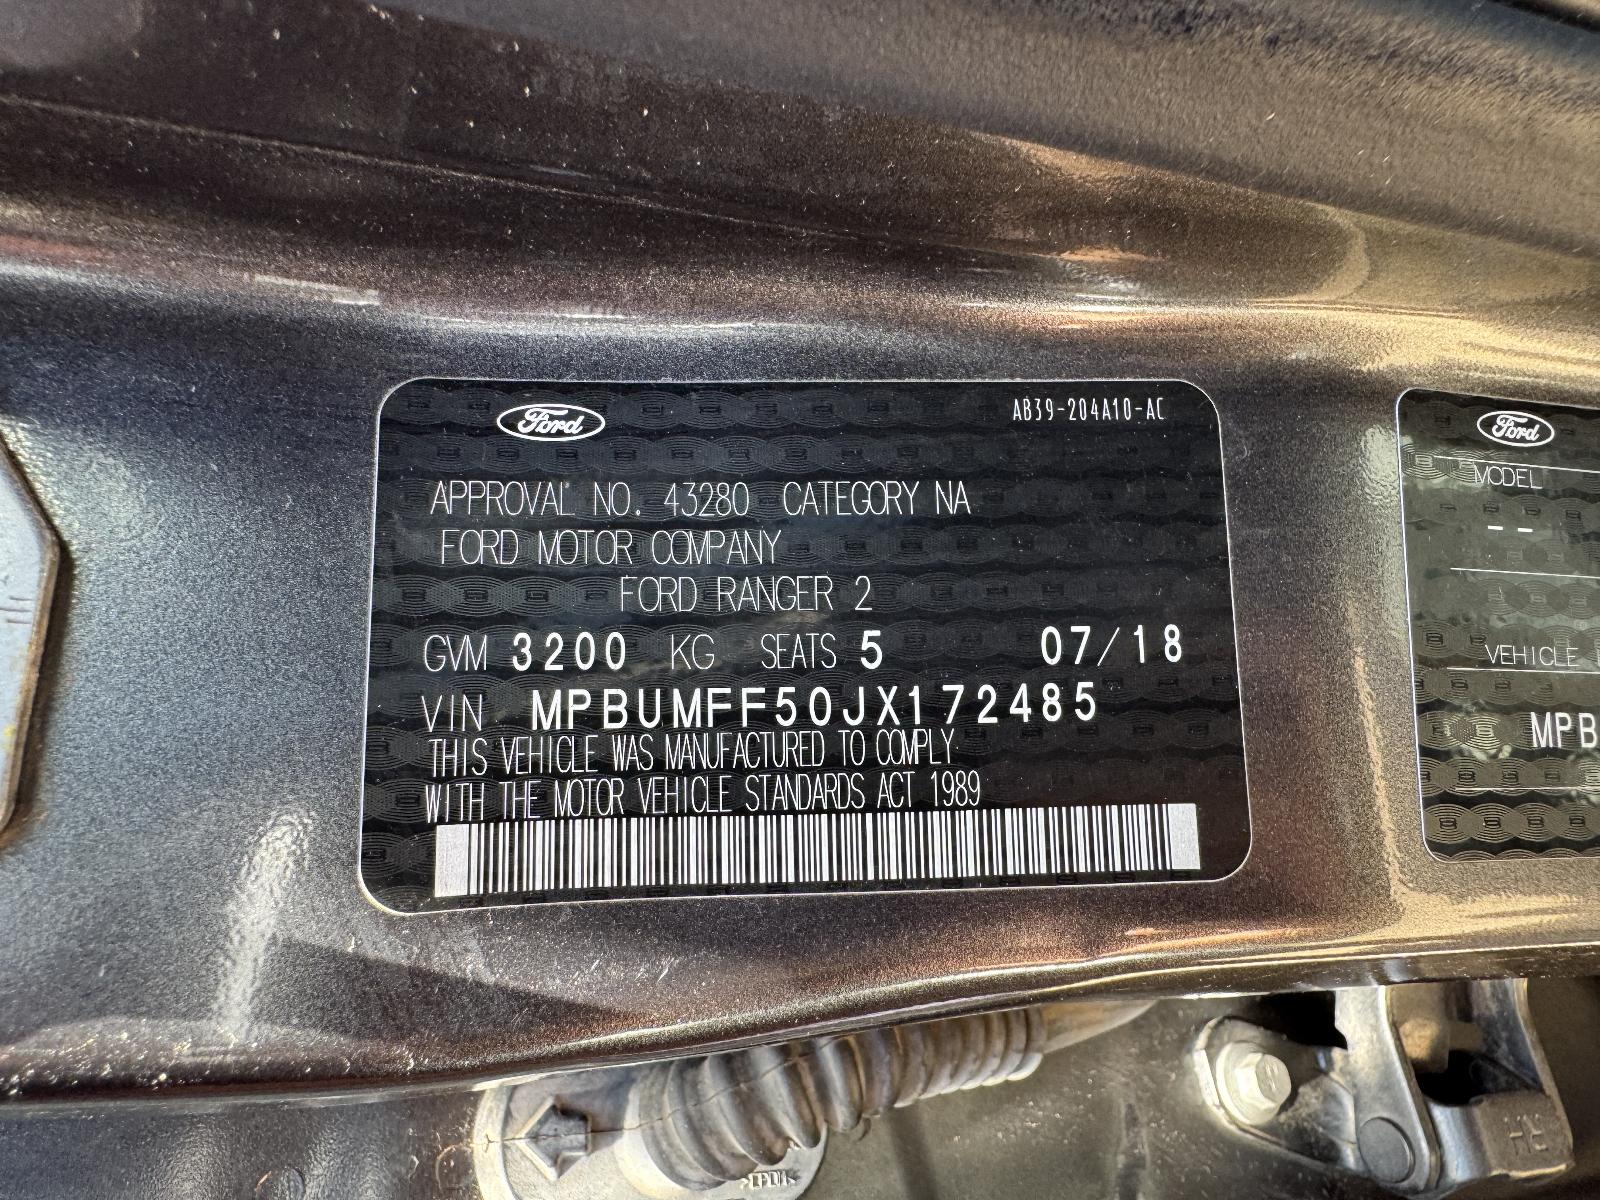 Ford
AB39-204A10-AC
APPROVAL NO. 43280 CATEGORY NA
FORD MOTOR COMPANY
FORD RANGER 2
GVM 3200 KG SEATS 5 07/18
VIN MPBUMFF50JX172485
THIS VEHICLE WAS MANUFACTURED TO COMPLY
WITH THE MOTOR VEHICLE STANDARDS ACT 1989
Ford
MODEL
--
VEHICLE
MPB
RH